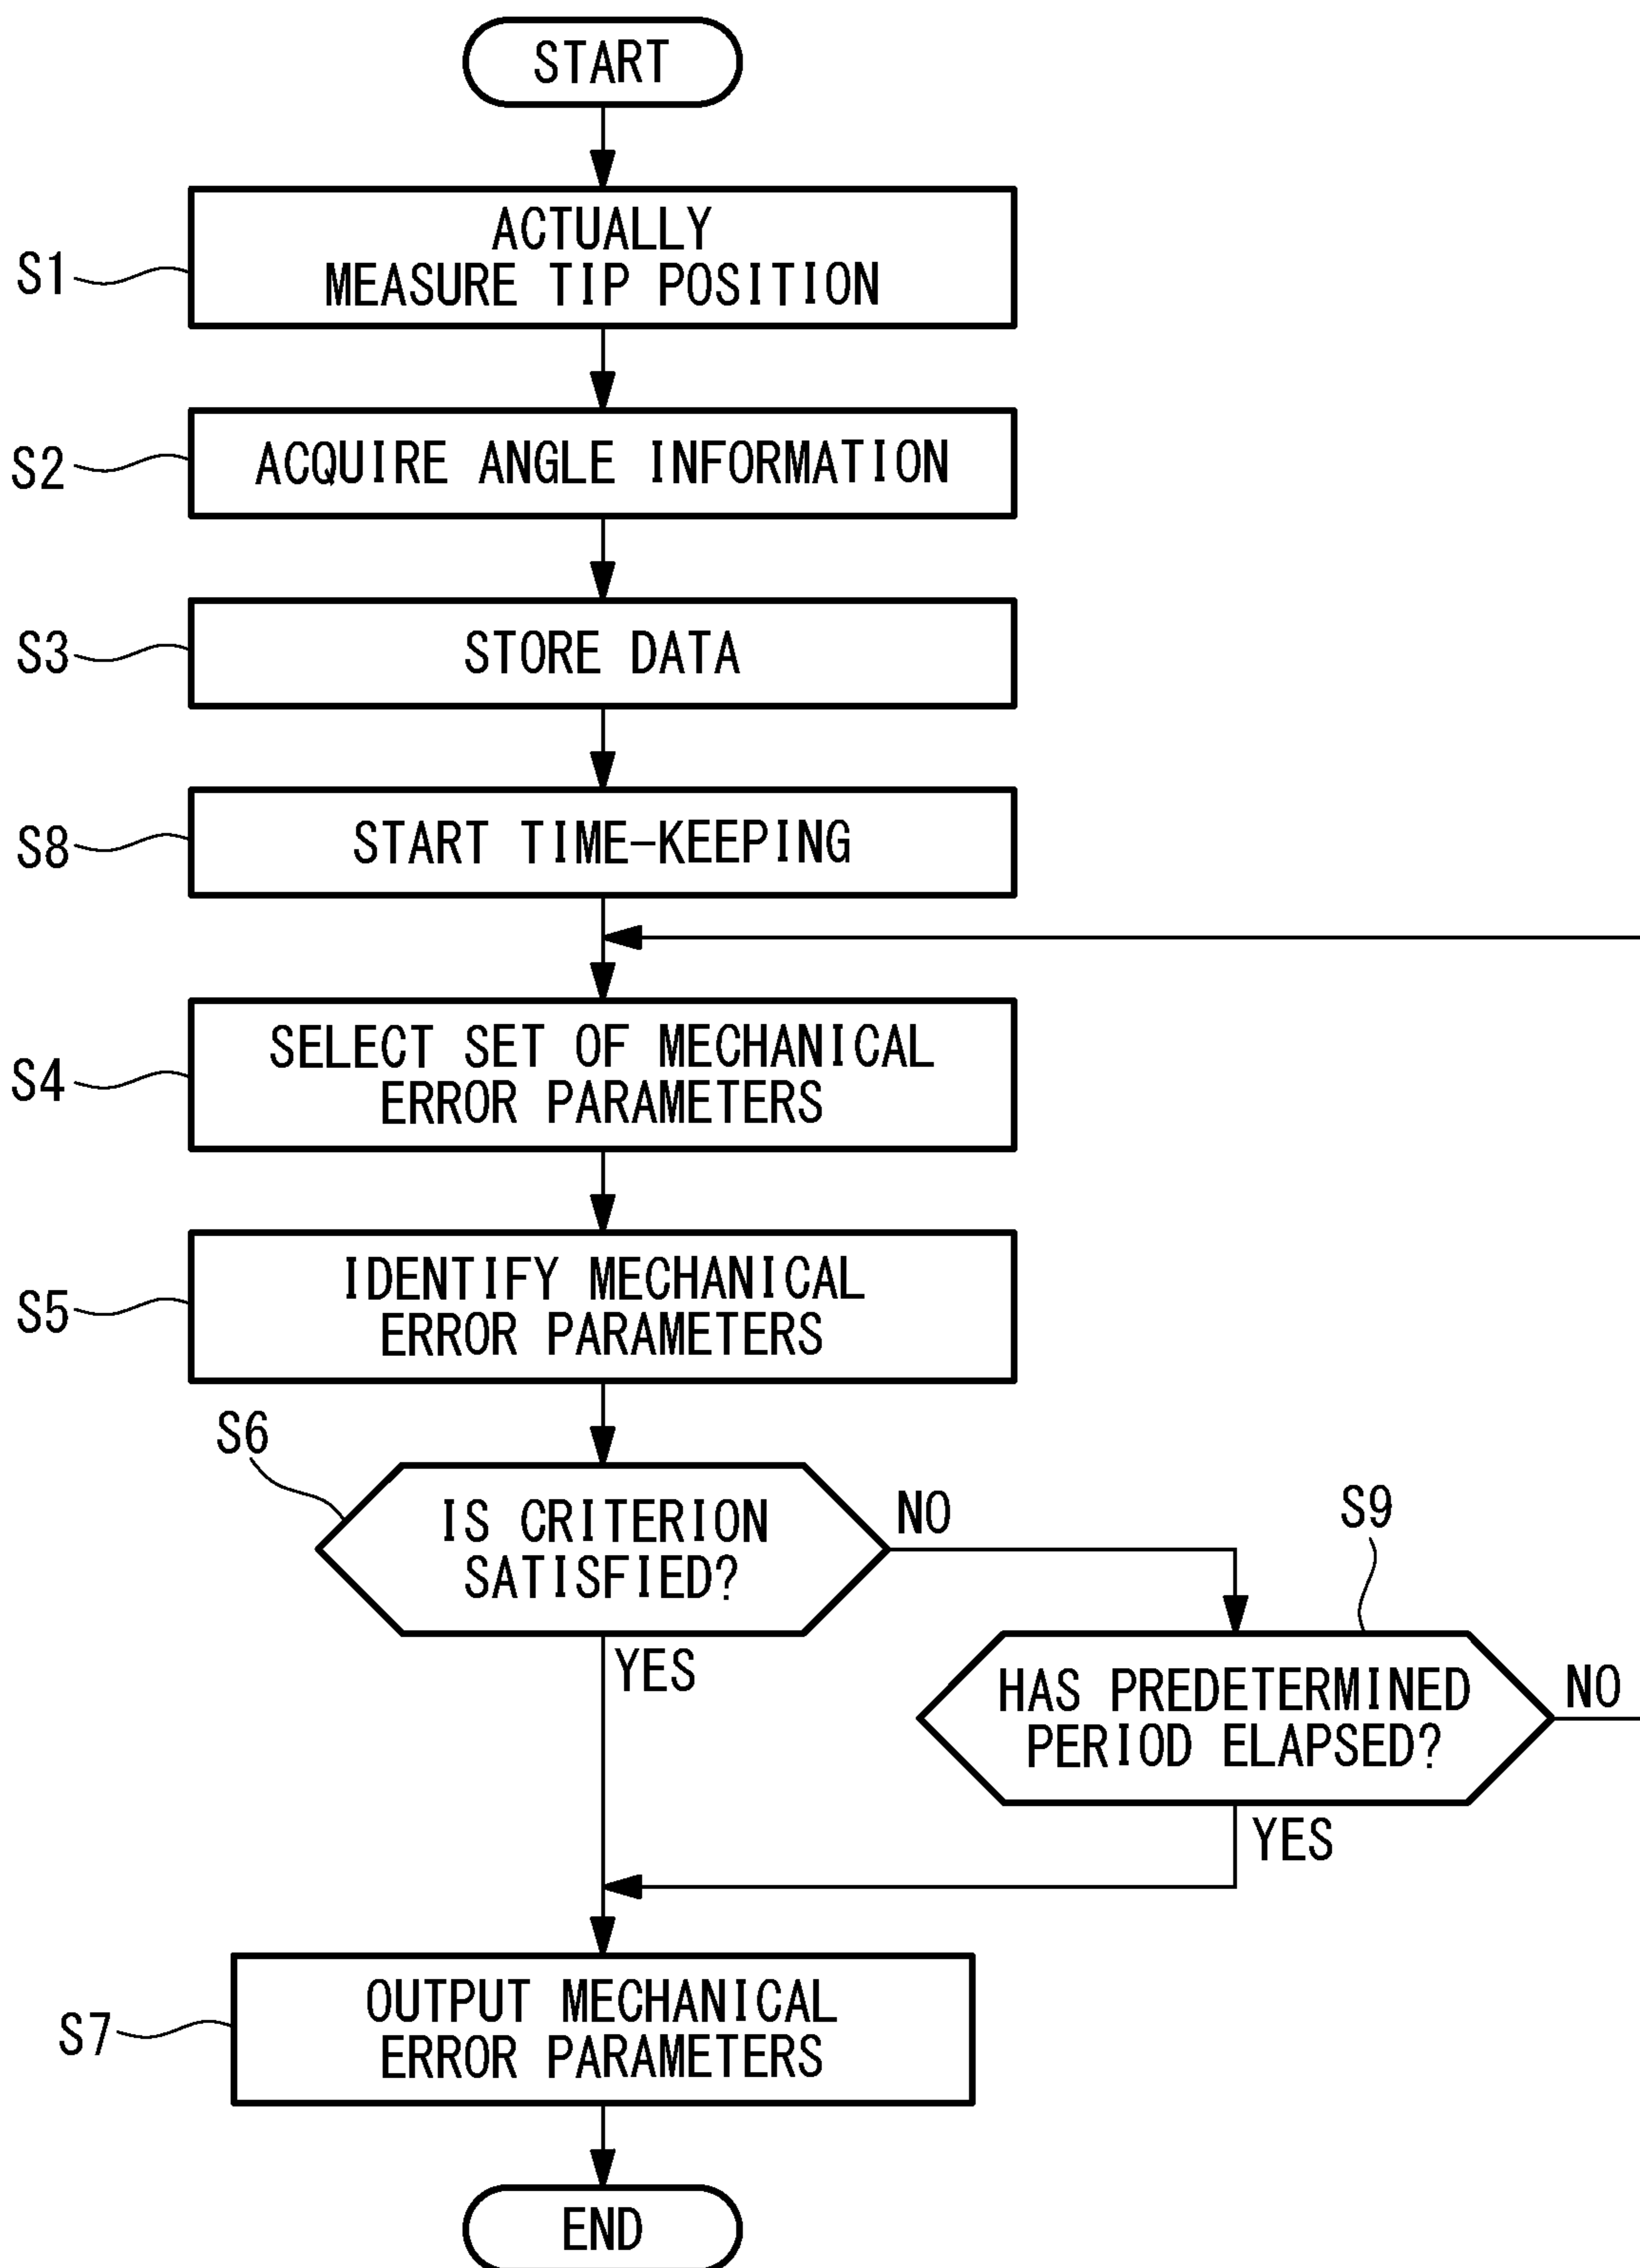 START
S1
ACTUALLY
MEASURE TIP POSITION
S2
ACQUIRE ANGLE INFORMATION
S3
STORE DATA
S8
START TIME-KEEPING
S4
SELECT SET OF MECHANICAL
ERROR PARAMETERS
S5
IDENTIFY MECHANICAL
ERROR PARAMETERS
S6
IS CRITERION
SATISFIED?
NO
YES
S9
HAS PREDETERMINED
PERIOD ELAPSED?
NO
YES
S7
OUTPUT MECHANICAL
ERROR PARAMETERS
END